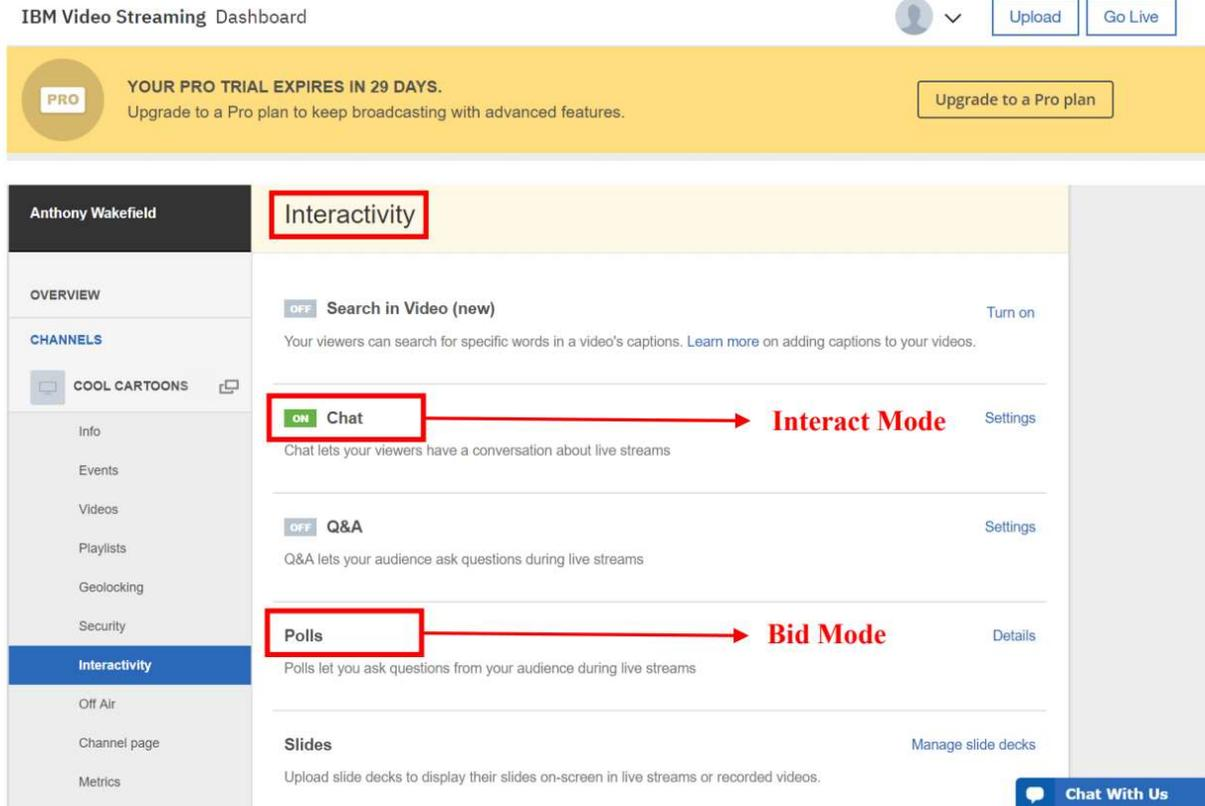 IBM Video Streaming Dashboard
Upload
Go Live
PRO
YOUR PRO TRIAL EXPIRES IN 29 DAYS.
Upgrade to a Pro plan to keep broadcasting with advanced features.
Upgrade to a Pro plan
Anthony Wakefield
OVERVIEW
CHANNELS
COOL CARTOONS
Info
Events
Videos
Playlists
Geolocking
Security
Interactivity
Off Air
Channel page
Metrics
Interactivity
OFF Search in Video (new)
Turn on
Your viewers can search for specific words in a video's captions. Learn more on adding captions to your videos.
ON Chat
Interact Mode
Settings
Chat lets your viewers have a conversation about live streams
OFF Q&A
Settings
Q&A lets your audience ask questions during live streams
Polls
Bid Mode
Details
Polls let you ask questions from your audience during live streams
Slides
Manage slide decks
Upload slide decks to display their slides on-screen in live streams or recorded videos.
Chat With Us